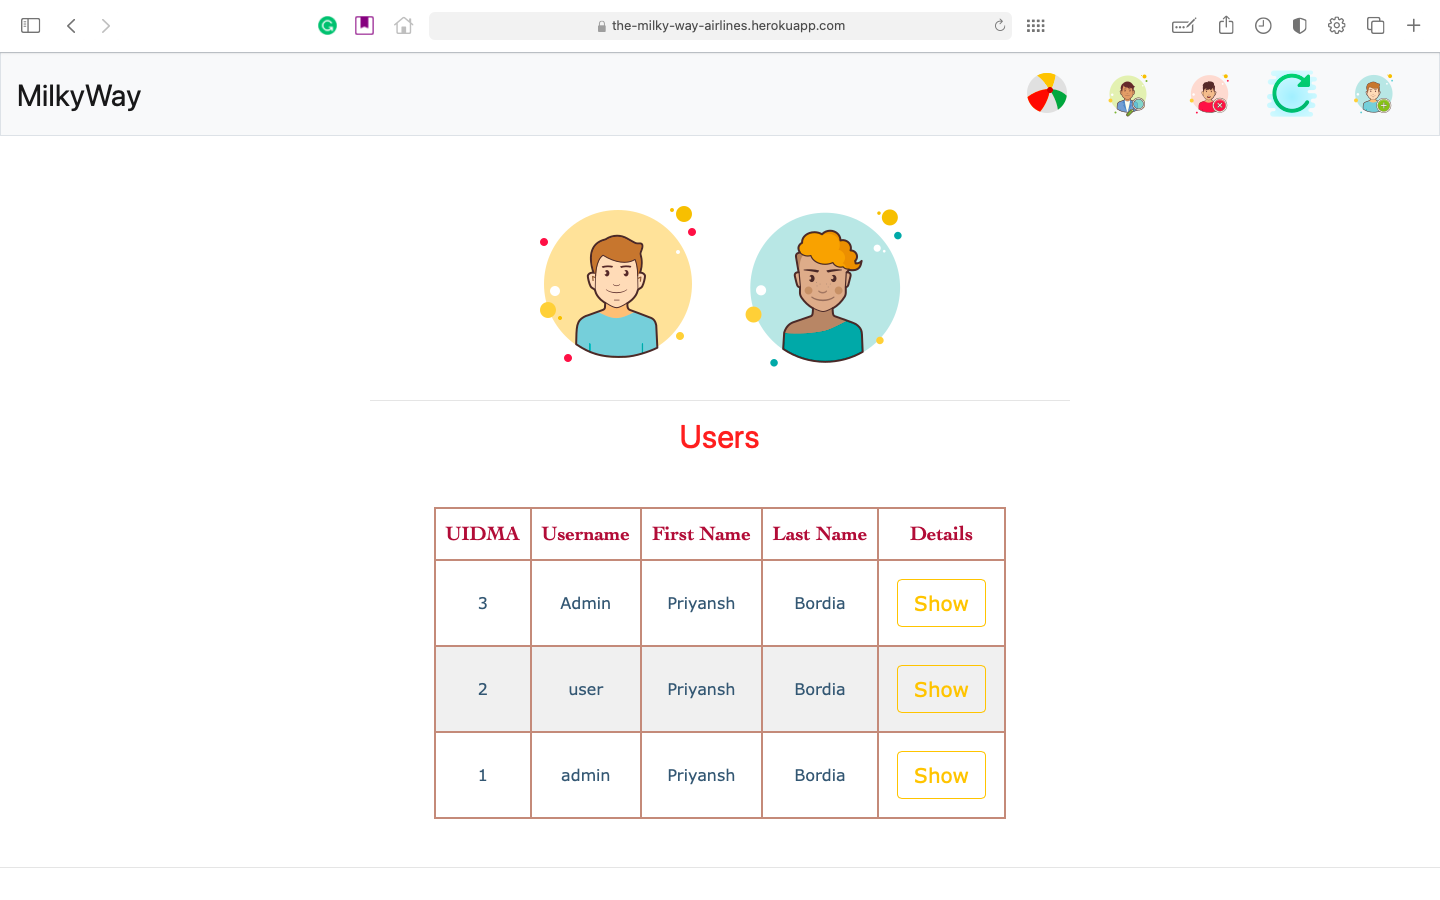 the-milky-way-airlines.herokuapp.com
MilkyWay
Users
UIDMA Username First Name Last Name Details
3 Admin Priyansh Bordia Show
2 user Priyansh Bordia Show
1 admin Priyansh Bordia Show